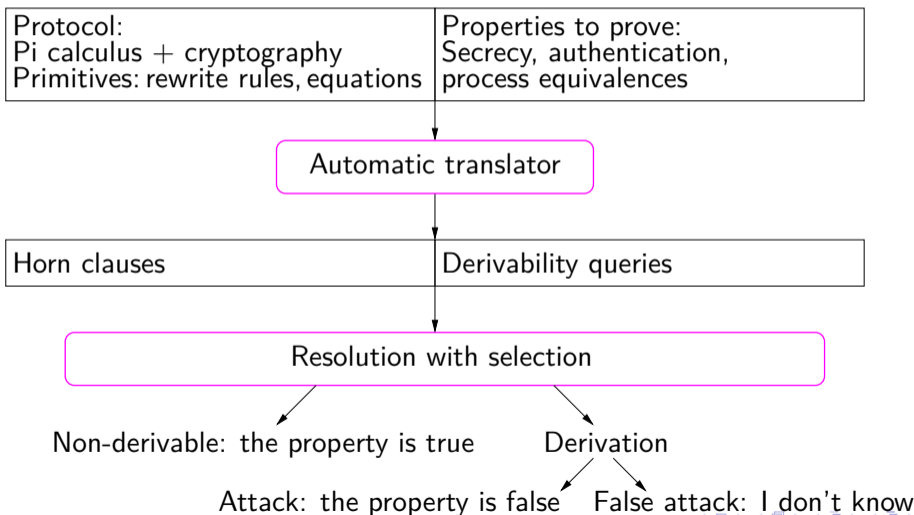 Protocol:
Pi calculus + cryptography
Primitives: rewrite rules, equations
Properties to prove:
Secrecy, authentication,
process equivalences
Automatic translator
Horn clauses
Derivability queries
Resolution with selection
Non-derivable: the property is true
Derivation
Attack: the property is false
False attack: I don't know